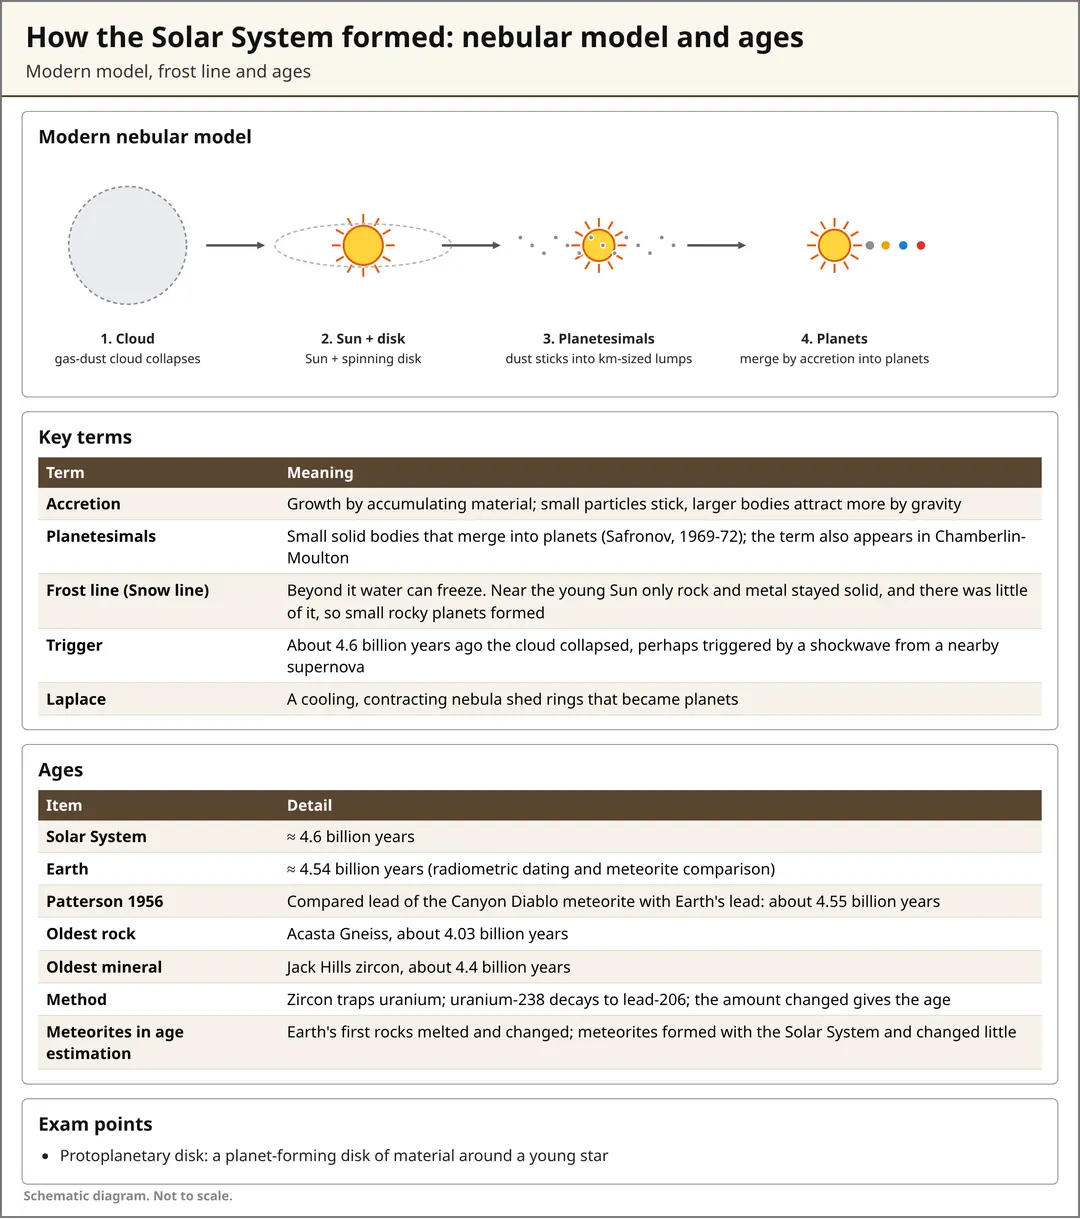 How the Solar System formed: nebular model and ages
Modern model, frost line and ages
Modern nebular model
1. Cloud
gas-dust cloud collapses
2. Sun + disk
Sun + spinning disk
3. Planetesimals
dust sticks into km-sized lumps
4. Planets
merge by accretion into planets
Key terms
Term Meaning
Accretion Growth by accumulating material; small particles stick, larger bodies attract more by gravity
Planetesimals Small solid bodies that merge into planets (Safronov, 1969-72); the term also appears in Chamberlin-
Moulton
Frost line (Snow line) Beyond it water can freeze. Near the young Sun only rock and metal stayed solid, and there was little
of it, so small rocky planets formed
Trigger About 4.6 billion years ago the cloud collapsed, perhaps triggered by a shockwave from a nearby
supernova
Laplace A cooling, contracting nebula shed rings that became planets
Ages
Item Detail
Solar System ≈ 4.6 billion years
Earth ≈ 4.54 billion years (radiometric dating and meteorite comparison)
Patterson 1956 Compared lead of the Canyon Diablo meteorite with Earth's lead: about 4.55 billion years
Oldest rock Acasta Gneiss, about 4.03 billion years
Oldest mineral Jack Hills zircon, about 4.4 billion years
Method Zircon traps uranium; uranium-238 decays to lead-206; the amount changed gives the age
Meteorites in age Earth's first rocks melted and changed; meteorites formed with the Solar System and changed little
estimation
Exam points
• Protoplanetary disk: a planet-forming disk of material around a young star
Schematic diagram. Not to scale.